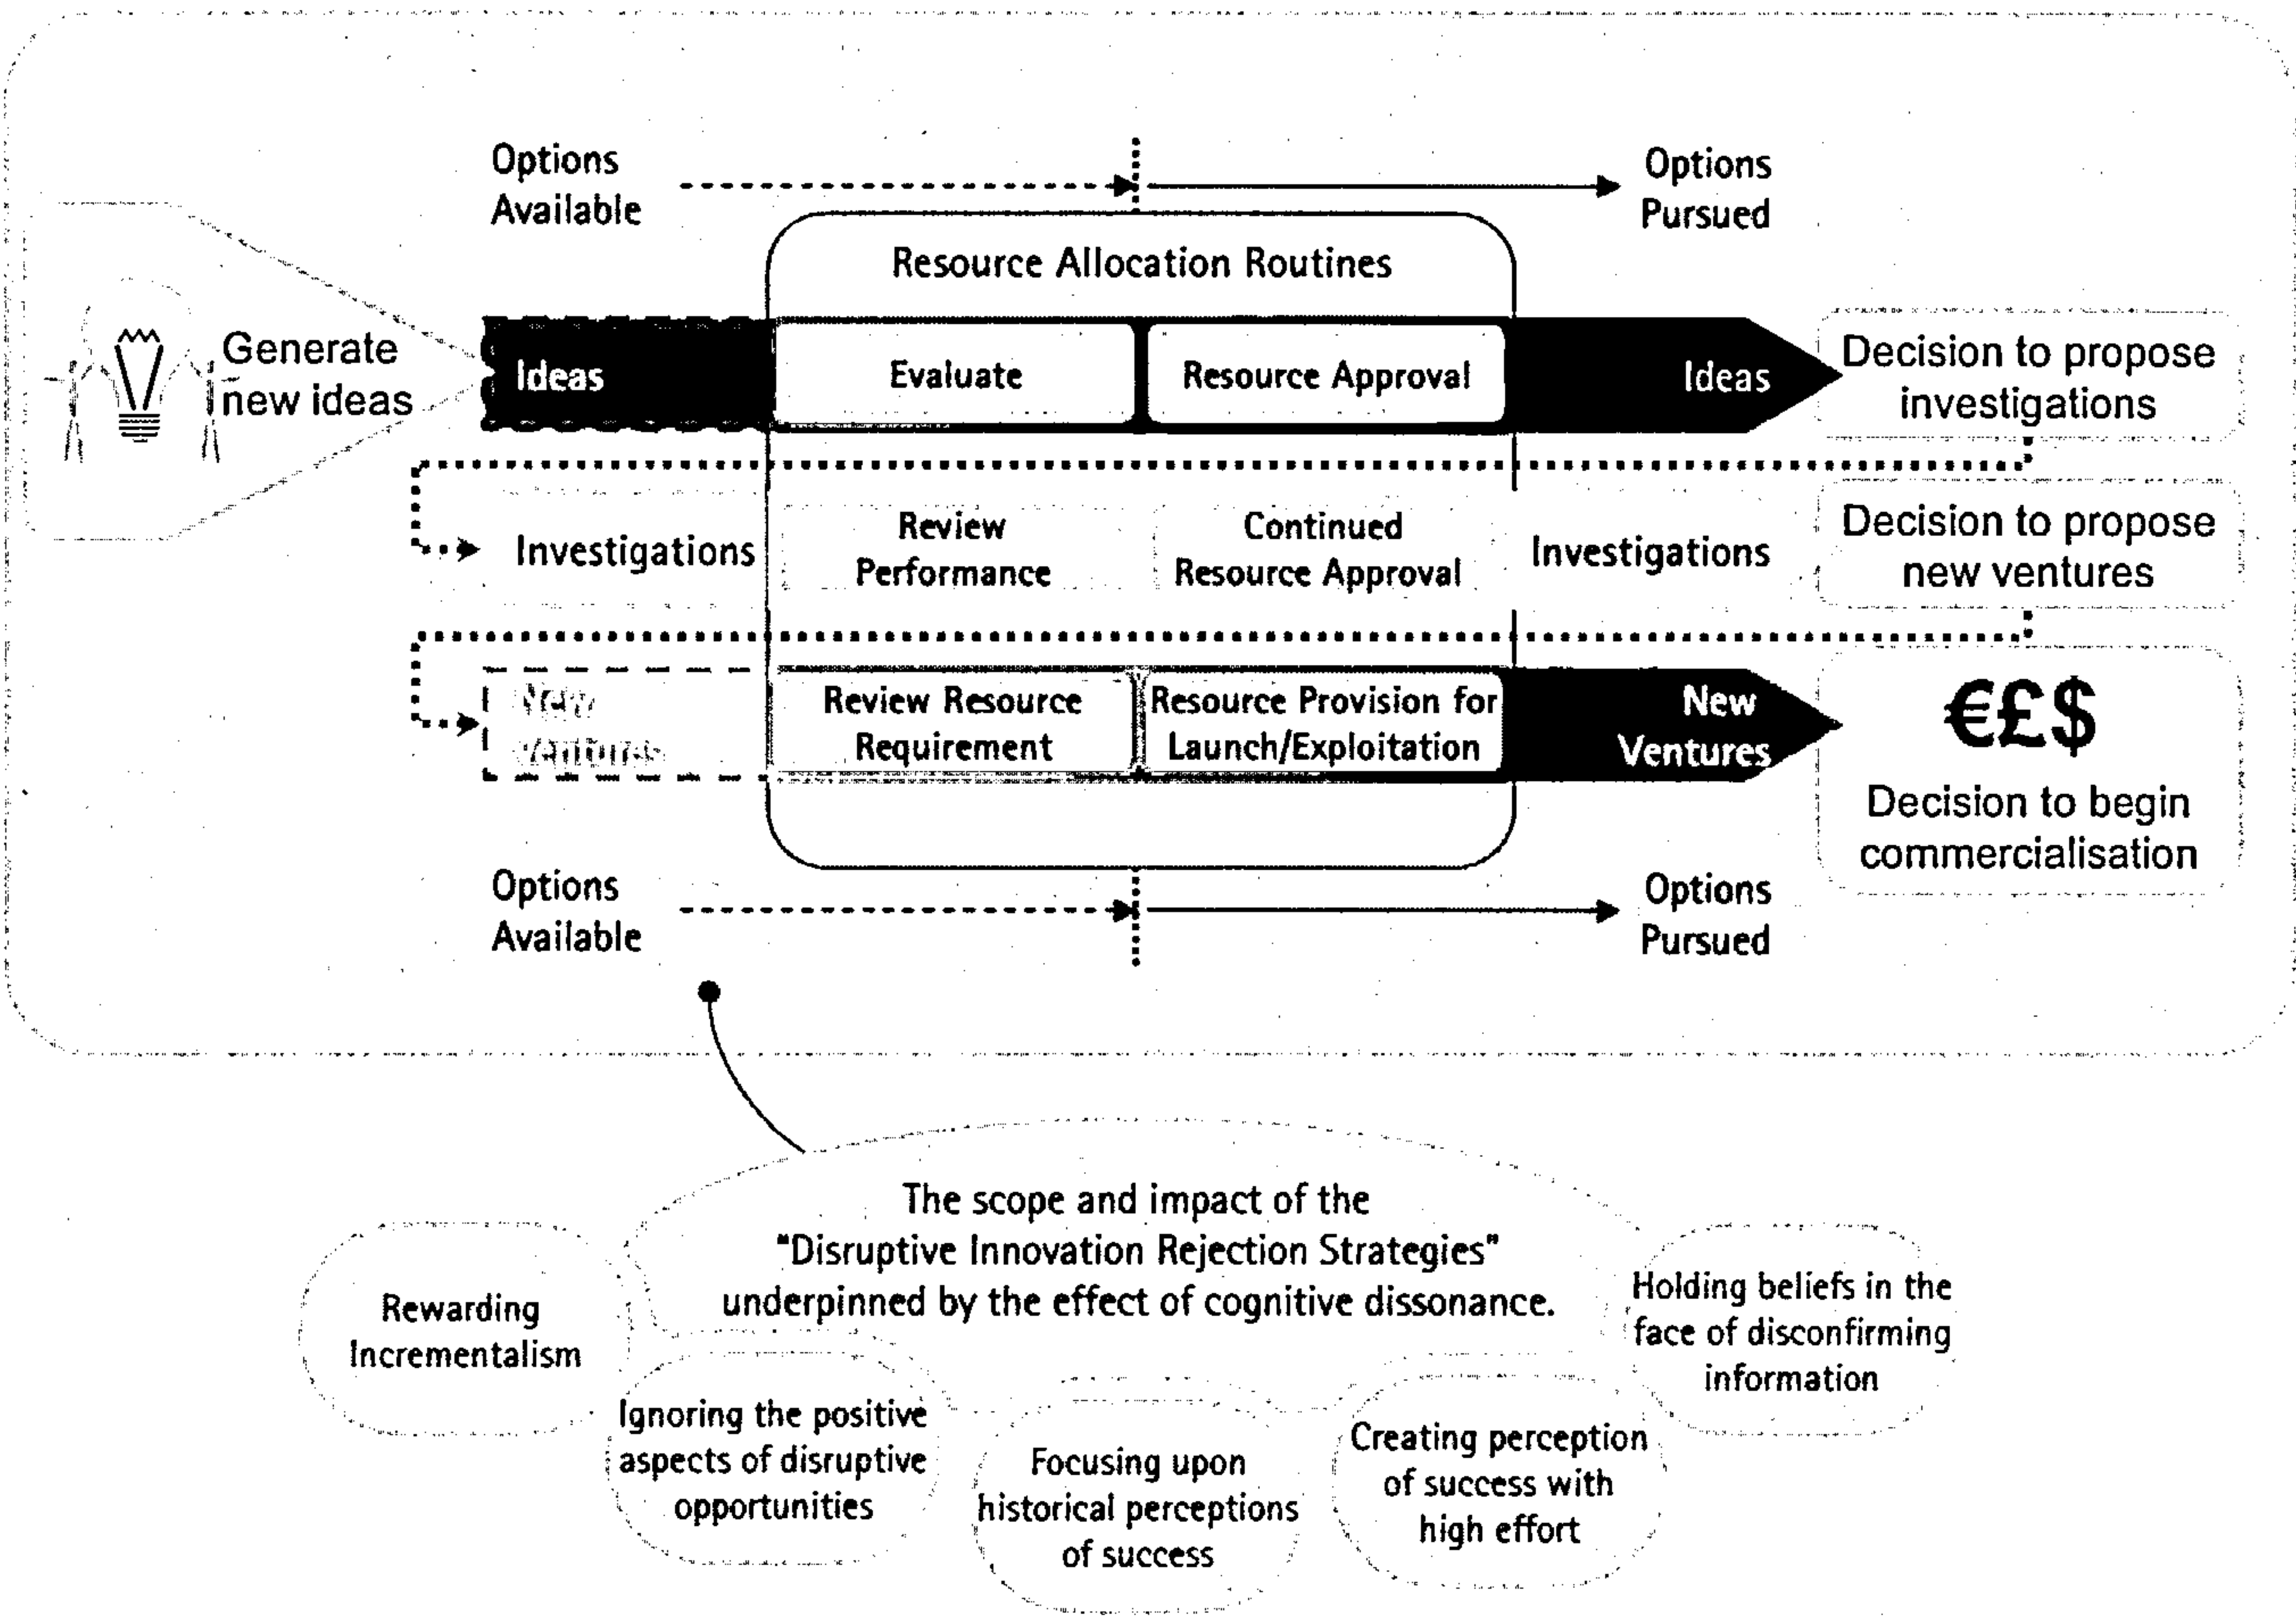 Options
Available
Options
Pursued
Resource Allocation Routines
Generate
new ideas
Ideas
Evaluate
Resource Approval
Ideas
Decision to propose
investigations
Investigations
Review
Performance
Continued
Resource Approval
Investigations
Decision to propose
new ventures
New
Ventures
Review Resource
Requirement
Resource Provision for
Launch/Exploitation
New
Ventures
€£$
Decision to begin
commercialisation
Options
Available
Options
Pursued
The scope and impact of the
"Disruptive Innovation Rejection Strategies"
underpinned by the effect of cognitive dissonance.
Rewarding
Incrementalism
Ignoring the positive
aspects of disruptive
opportunities
Focusing upon
historical perceptions
of success
Creating perception
of success with
high effort
Holding beliefs in the
face of disconfirming
information